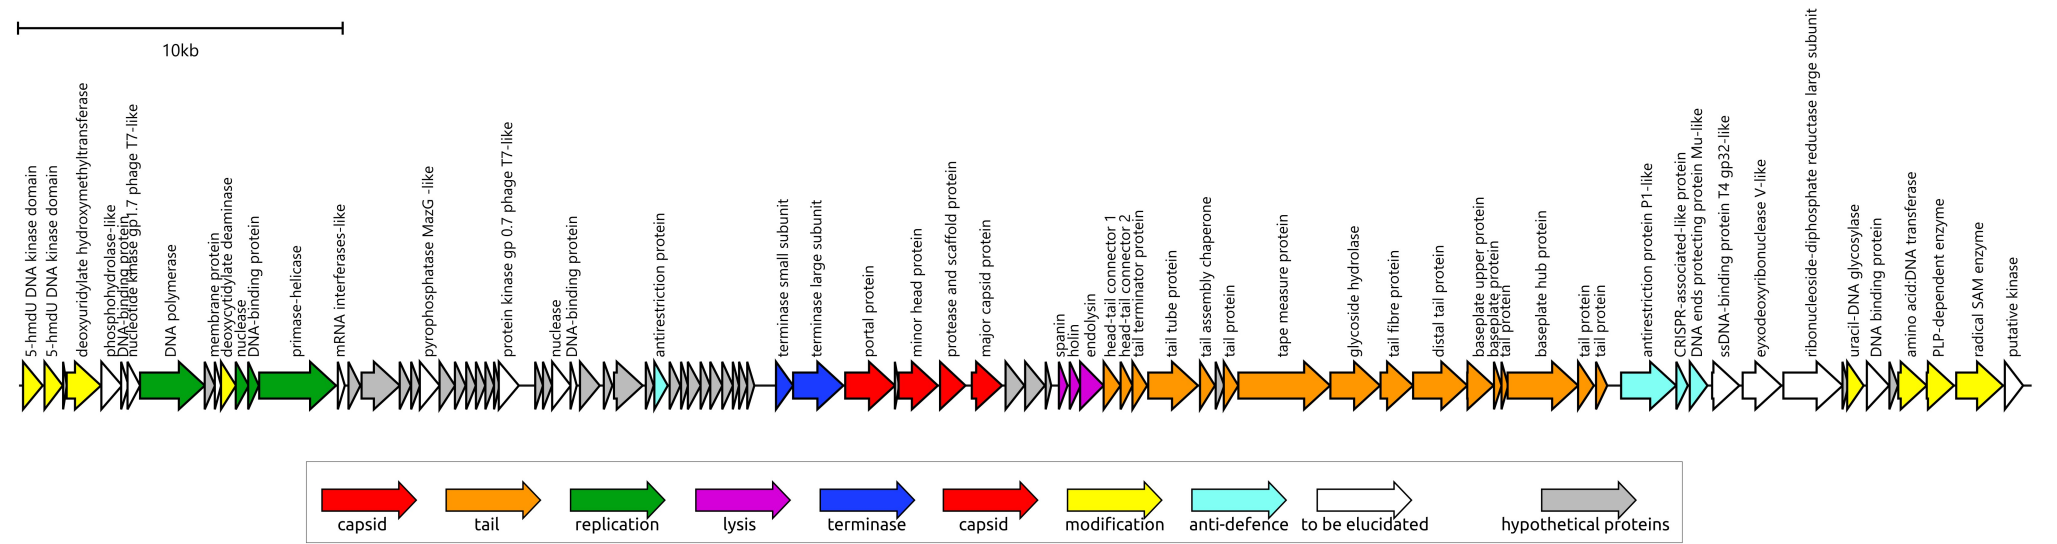 10kb
5-hmdU DNA kinase domain
5-hmdU DNA kinase domain
deoxyuridylate hydroxymethyltransferase
phosphohydrolase-like
DNA-binding protein
nucleotide kinase gp1.7 phage T7-like
DNA polymerase
membrane protein
deoxycytidylate deaminase
nuclease
DNA-binding protein
primase-helicase
mRNA interferases-like
pyrophosphatase MazG -like
protein kinase gp 0.7 phage T7-like
nuclease
DNA-binding protein
antirestriction protein
terminase small subunit
terminase large subunit
portal protein
minor head protein
protease and scaffold protein
major capsid protein
spanin
holin
endolysin
head-tail connector 1
head-tail connector 2
tail terminator protein
tail tube protein
tail assembly chaperone
tail protein
tape measure protein
glycoside hydrolase
tail fibre protein
distal tail protein
baseplate upper protein
baseplate protein
tail protein
baseplate hub protein
tail protein
tail protein
antirestriction protein P1-like
CRISPR-associated-like protein
DNA ends protecting protein Mu-like
ssDNA-binding protein T4 gp32-like
eyxodeoxyribonuclease V-like
ribonucleoside-diphosphate reductase large subunit
uracil-DNA glycosylase
DNA binding protein
amino acid:DNA transferase
PLP-dependent enzyme
radical SAM enzyme
putative kinase
capsid
tail
replication
lysis
terminase
capsid
modification
anti-defence
to be elucidated
hypothetical proteins